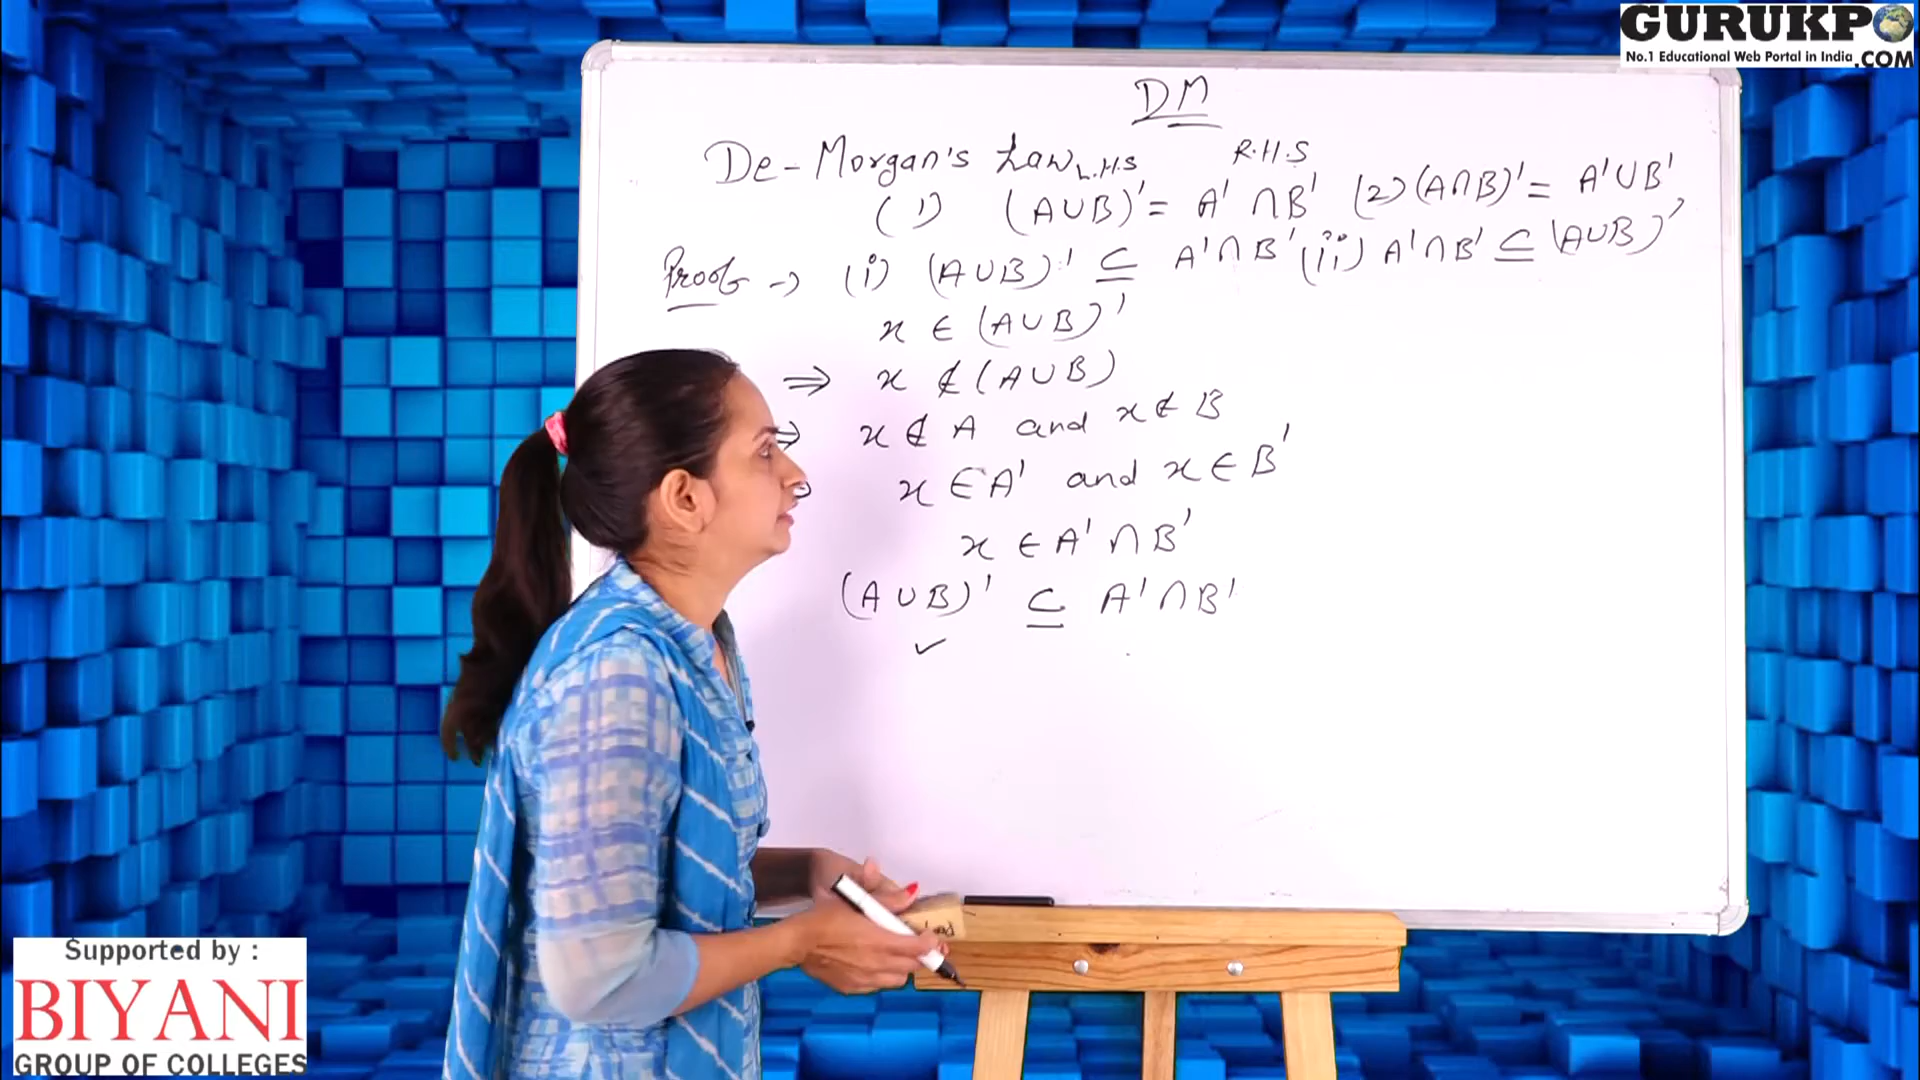 GURUKPO
No.1 Educational Web Portal in India .COM
DM
De-Morgan's Law
L.H.S R.H.S
(1) (A∪B)' = A' ∩ B' (2) (A∩B)' = A'∪B'
Proof → (i) (A∪B)' ⊆ A'∩B' (ii) A'∩B' ⊆ (A∪B)'
x ∈ (A∪B)'
⇒ x ∉ (A∪B)
⇒ x ∉ A and x ∉ B
x ∈ A' and x ∈ B'
x ∈ A' ∩ B'
(A∪B)' ⊆ A'∩B'
✓
Supported by :
BIYANI
GROUP OF COLLEGES